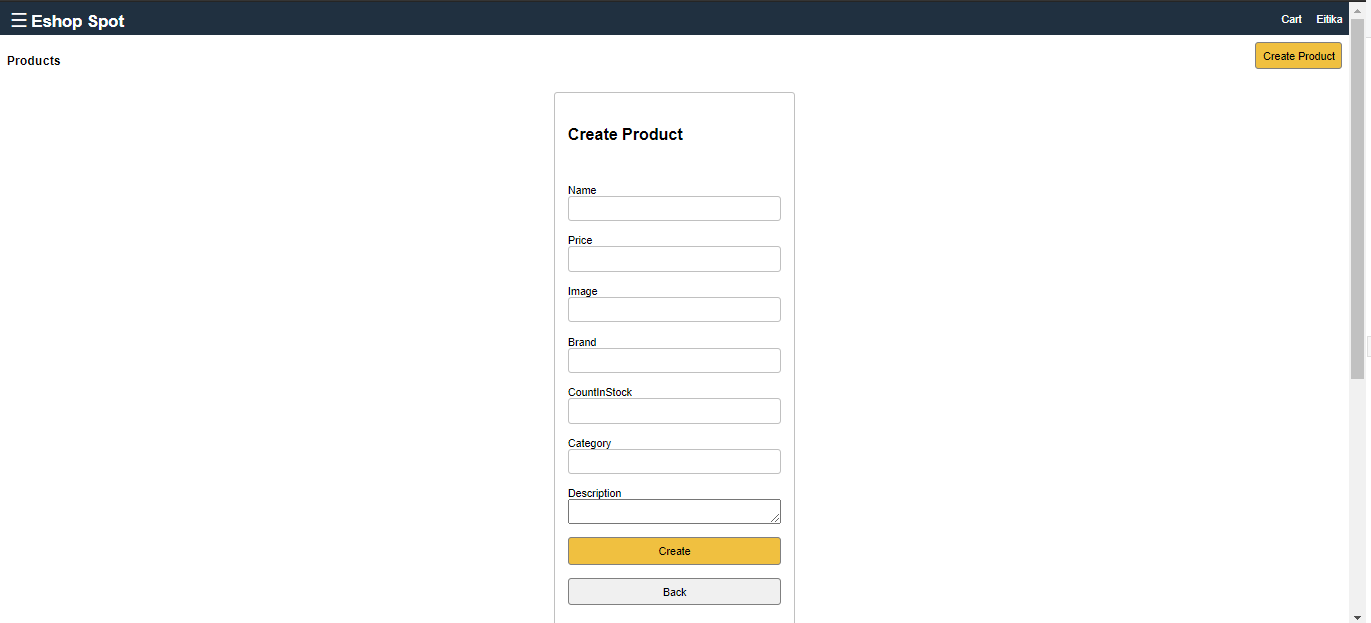 ☰ Eshop Spot
Cart Eitika
Products
Create Product
Create Product
Name
Price
Image
Brand
CountInStock
Category
Description
Create
Back